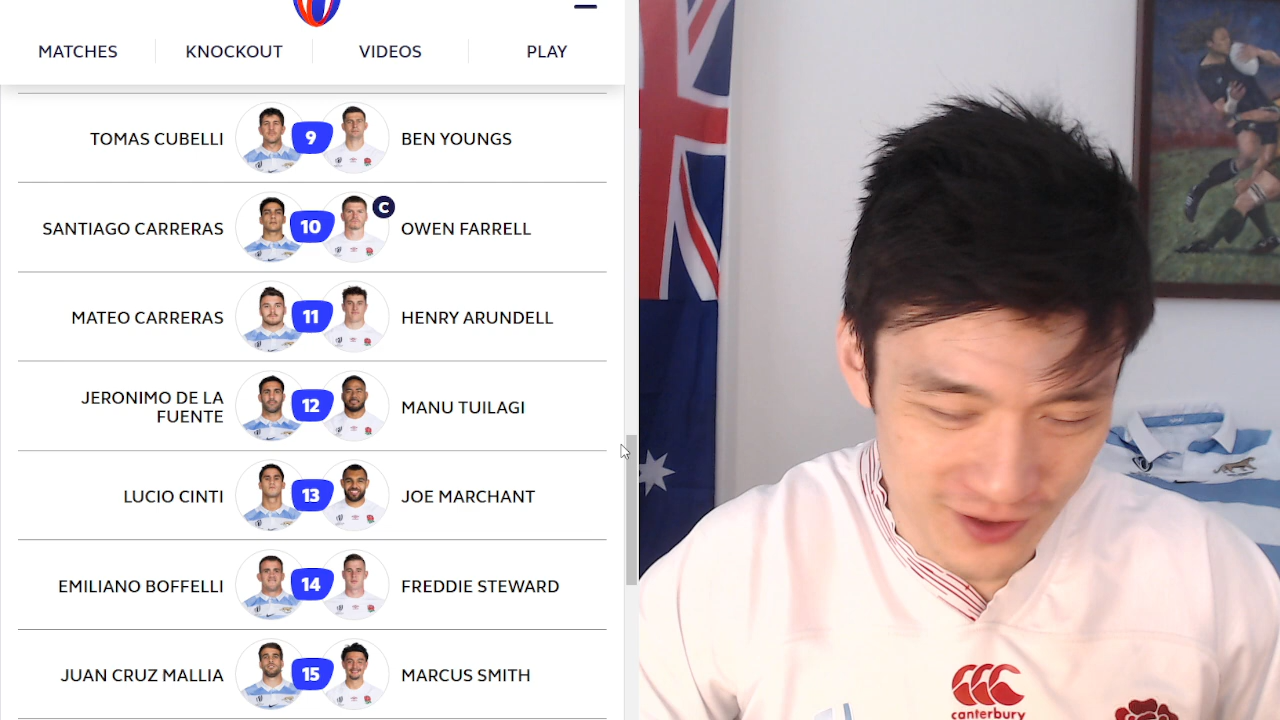 MATCHES KNOCKOUT VIDEOS PLAY
TOMAS CUBELLI 9 BEN YOUNGS
C
SANTIAGO CARRERAS 10 OWEN FARRELL
MATEO CARRERAS 11 HENRY ARUNDELL
JERONIMO DE LA
FUENTE 12 MANU TUILAGI
LUCIO CINTI 13 JOE MARCHANT
EMILIANO BOFFELLI 14 FREDDIE STEWARD
JUAN CRUZ MALLIA 15 MARCUS SMITH
canterbury